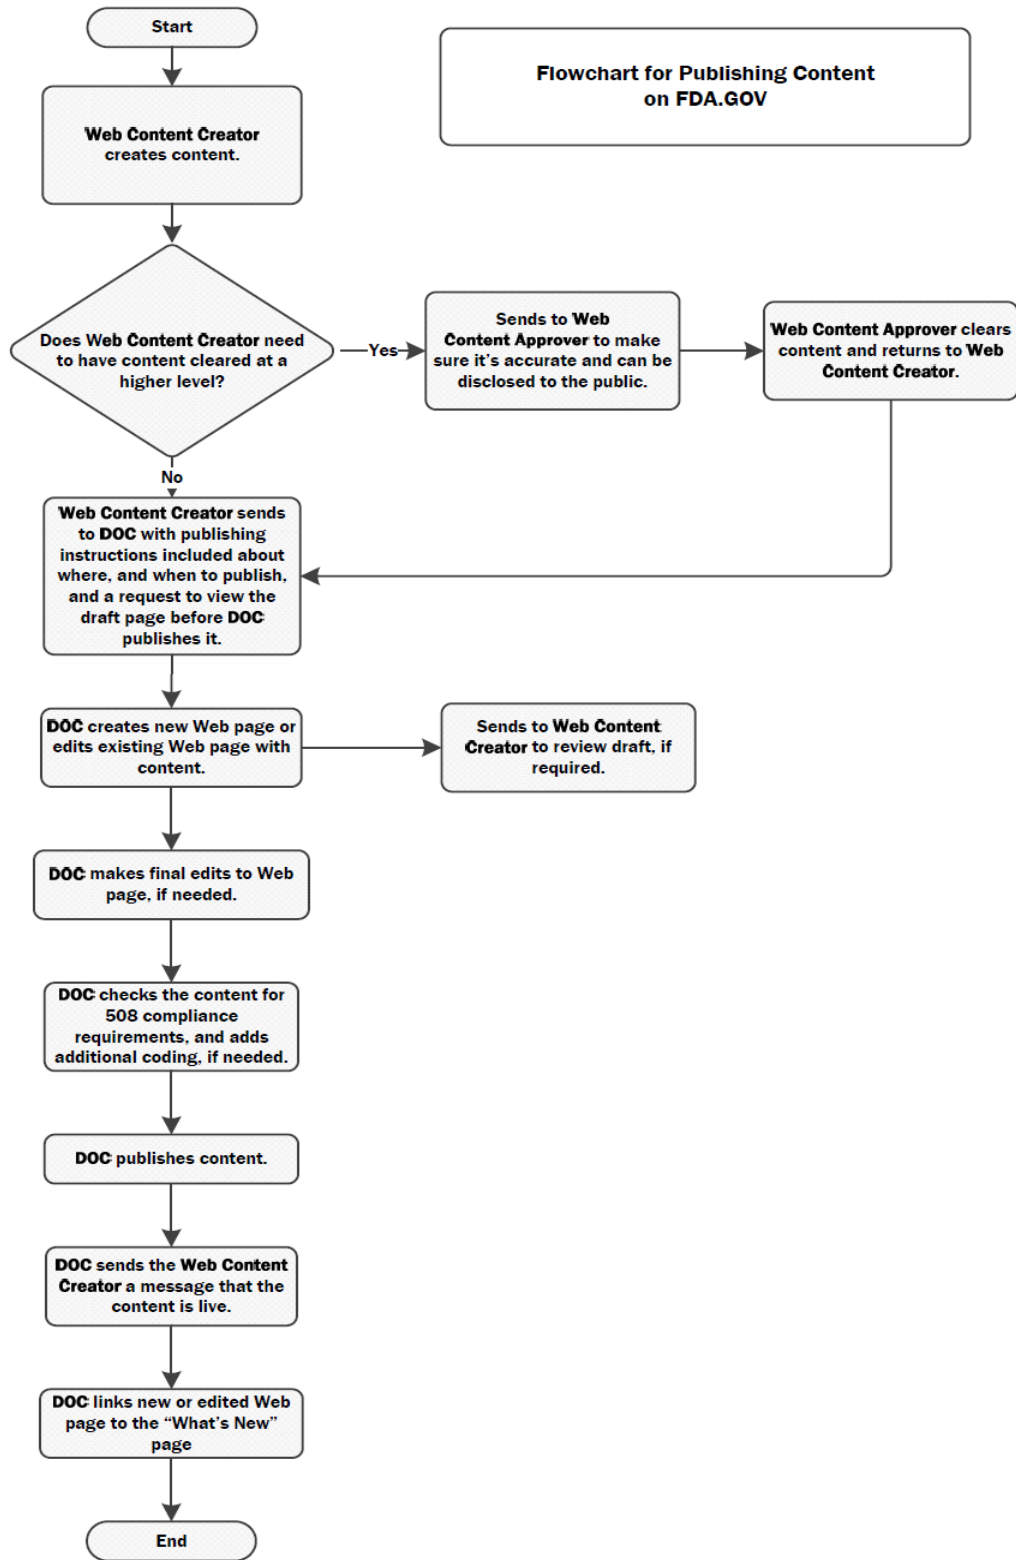 Start
Flowchart for Publishing Content
on FDA.GOV
Web Content Creator
creates content.
Does Web Content Creator need
to have content cleared at a
higher level?
Yes
Sends to Web
Content Approver to make
sure it's accurate and can be
disclosed to the public.
Web Content Approver clears
content and returns to Web
Content Creator.
No
Web Content Creator sends
to DOC with publishing
instructions included about
where, and when to publish,
and a request to view the
draft page before DOC
publishes it.
DOC creates new Web page or
edits existing Web page with
content.
Sends to Web Content
Creator to review draft, if
required.
DOC makes final edits to Web
page, if needed.
DOC checks the content for
508 compliance
requirements, and adds
additional coding, if needed.
DOC publishes content.
DOC sends the Web Content
Creator a message that the
content is live.
DOC links new or edited Web
page to the “What’s New”
page
End